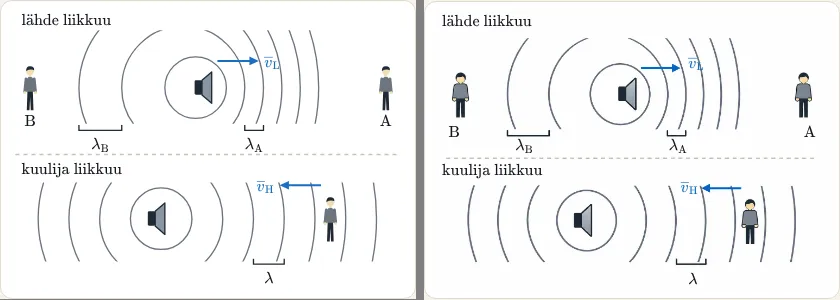 lähde liikkuu
v̅L
B
A
λB
λA
kuulija liikkuu
v̅H
λ
lähde liikkuu
v̅L
B
A
λB
λA
kuulija liikkuu
v̅H
λ